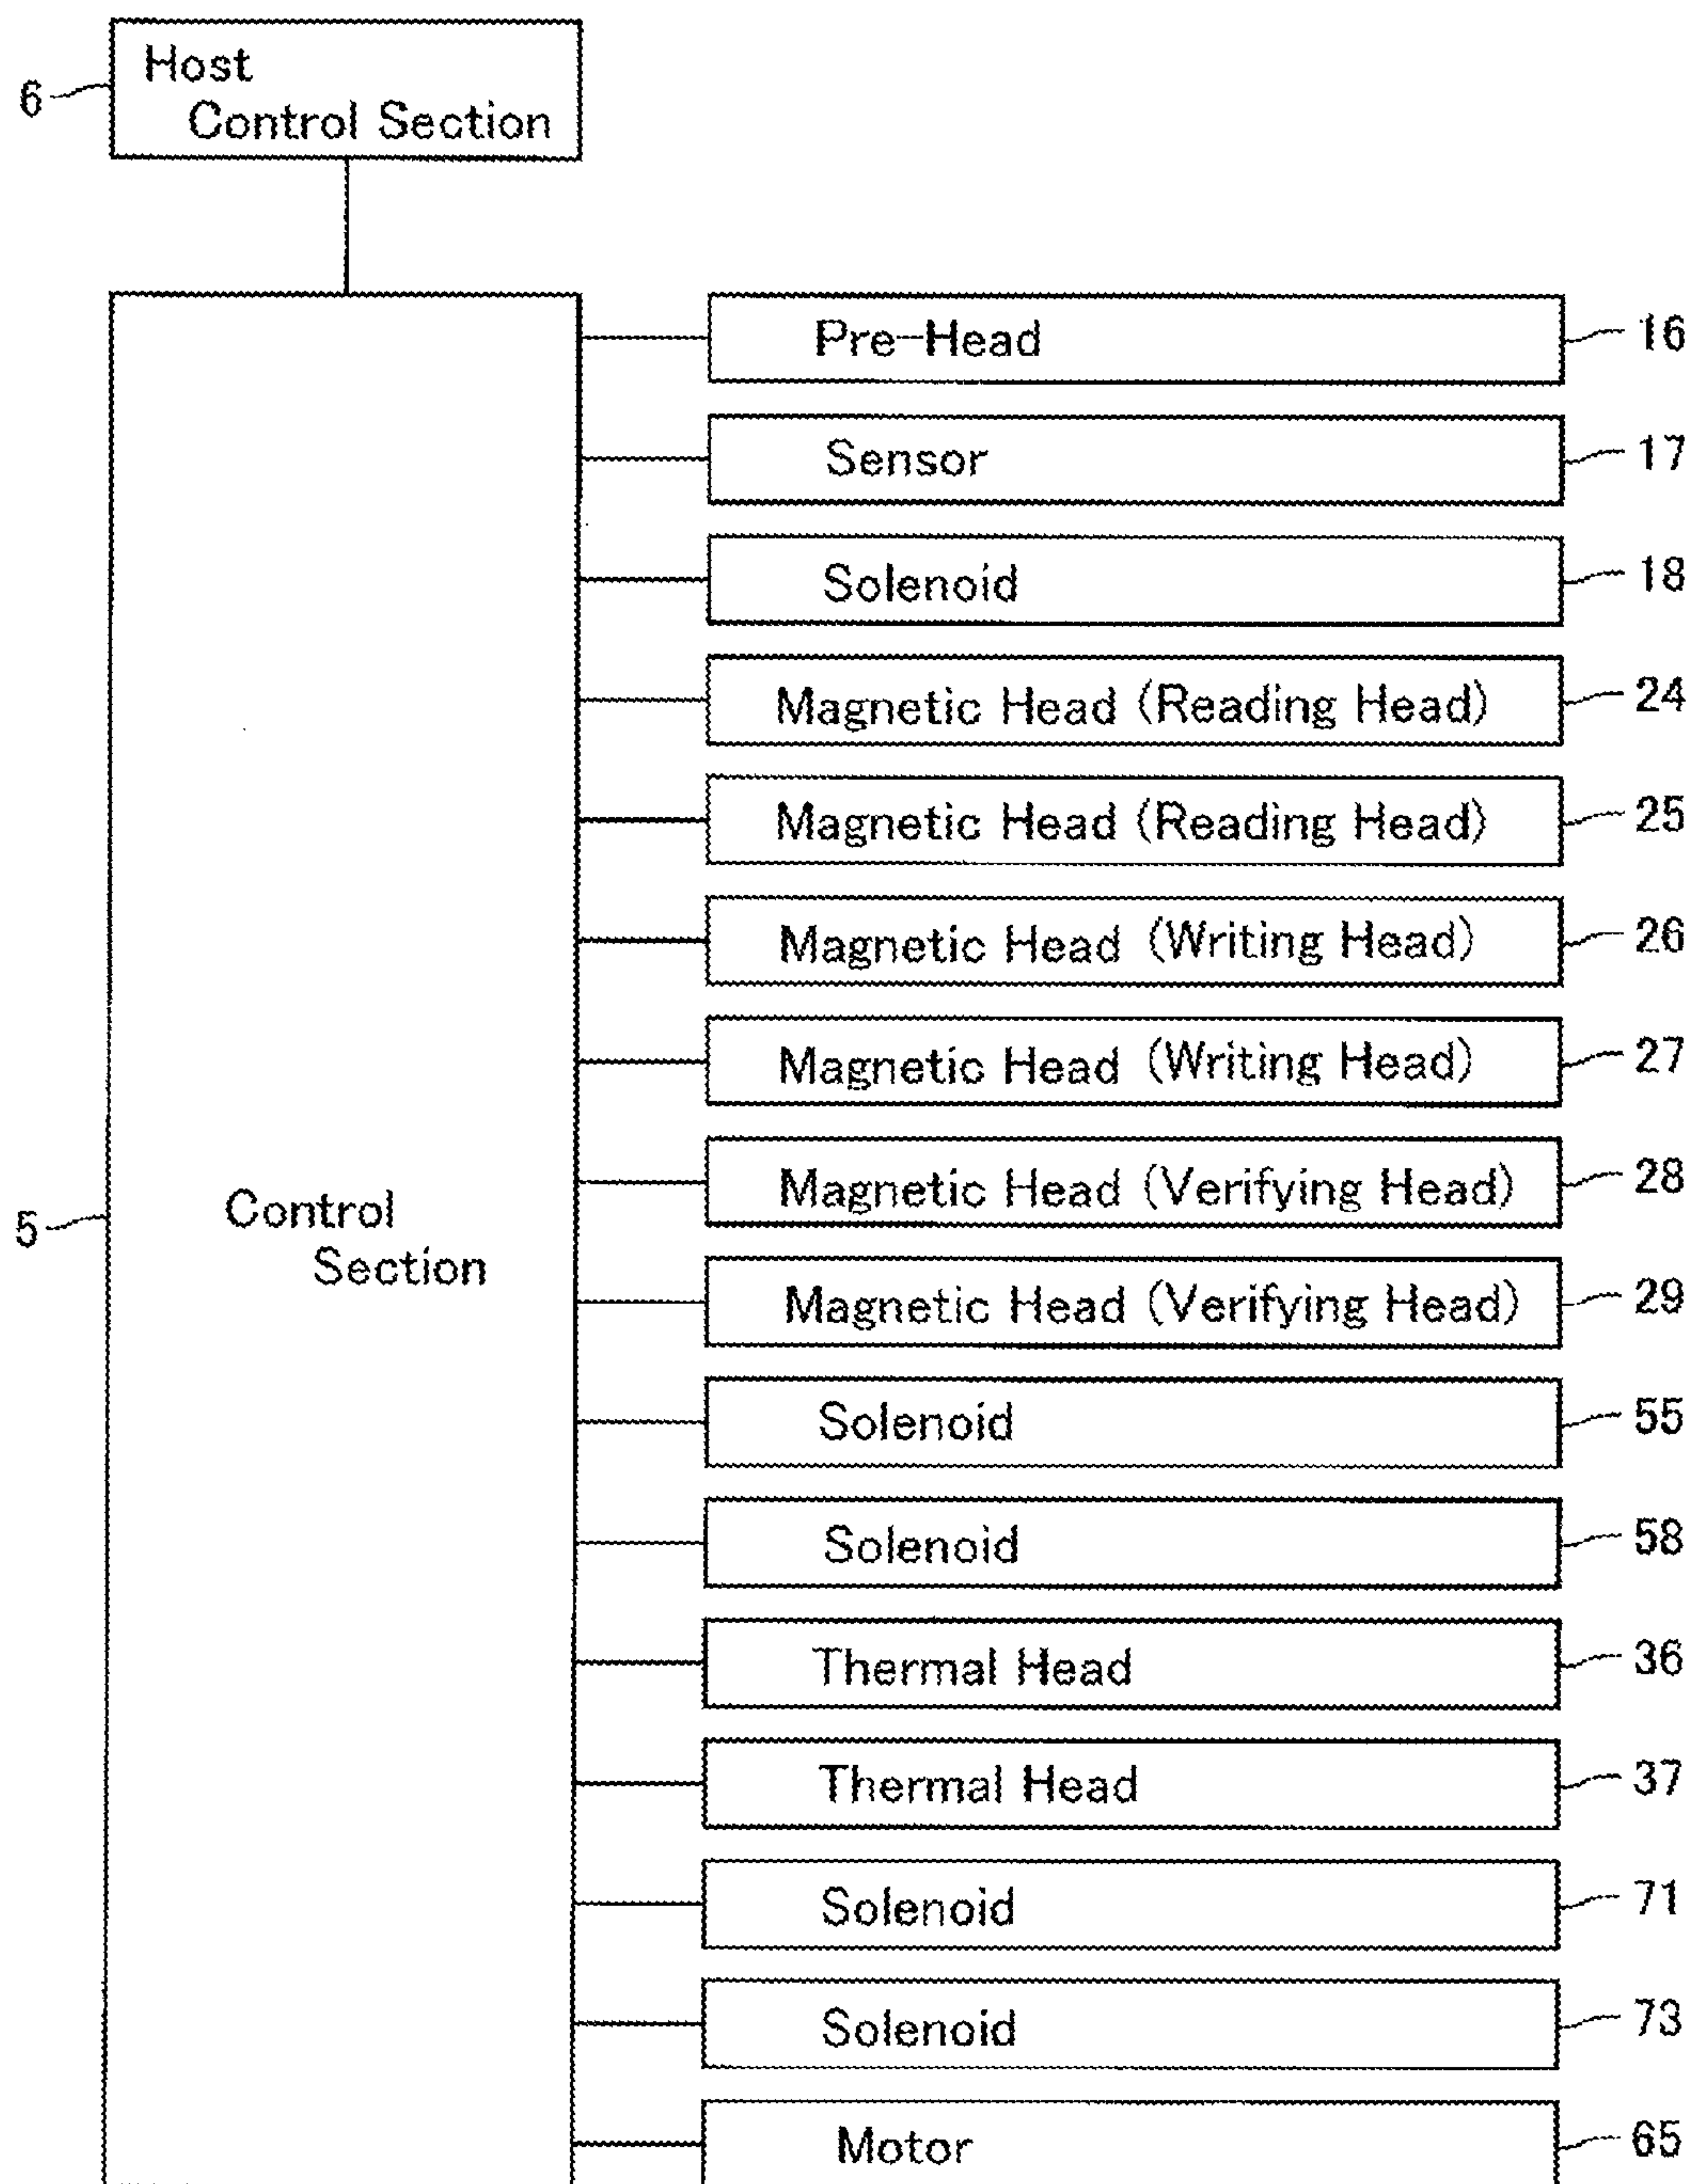 Host
Control Section
6
Pre-Head
16
Sensor
17
Solenoid
18
Magnetic Head (Reading Head)
24
Magnetic Head (Reading Head)
25
Magnetic Head (Writing Head)
26
Magnetic Head (Writing Head)
27
Magnetic Head (Verifying Head)
28
Control
Section
5
Magnetic Head (Verifying Head)
29
Solenoid
55
Solenoid
58
Thermal Head
36
Thermal Head
37
Solenoid
71
Solenoid
73
Motor
65